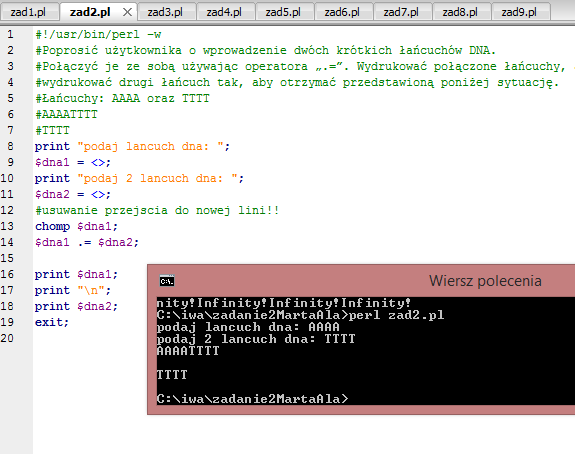 zad1.pl zad2.pl zad3.pl zad4.pl zad5.pl zad6.pl zad7.pl zad8.pl zad9.pl
1 #!/usr/bin/perl -w
2 #Poprosić użytkownika o wprowadzenie dwóch krótkich łańcuchów DNA.
3 #Połączyć je ze sobą używając operatora „.=”. Wydrukować połączone łańcuchy,
4 #wydrukować drugi łańcuch tak, aby otrzymać przedstawioną poniżej sytuację.
5 #Łańcuchy: AAAA oraz TTTT
6 #AAAATTTT
7 #TTTT
8 print "podaj lancuch dna: ";
9 $dna1 = <>;
10 print "podaj 2 lancuch dna: ";
11 $dna2 = <>;
12 #usuwanie przejscia do nowej lini!!
13 chomp $dna1;
14 $dna1 .= $dna2;
15
16 print $dna1;
17 print "\n";
18 print $dna2;
19 exit;
20
C:\. Wiersz polecenia
nity!Infinity!Infinity!Infinity!
C:\iwa\zadanie2MartaAla>perl zad2.pl
podaj lancuch dna: AAAA
podaj 2 lancuch dna: TTTT
AAAATTTT
TTTT
C:\iwa\zadanie2MartaAla>